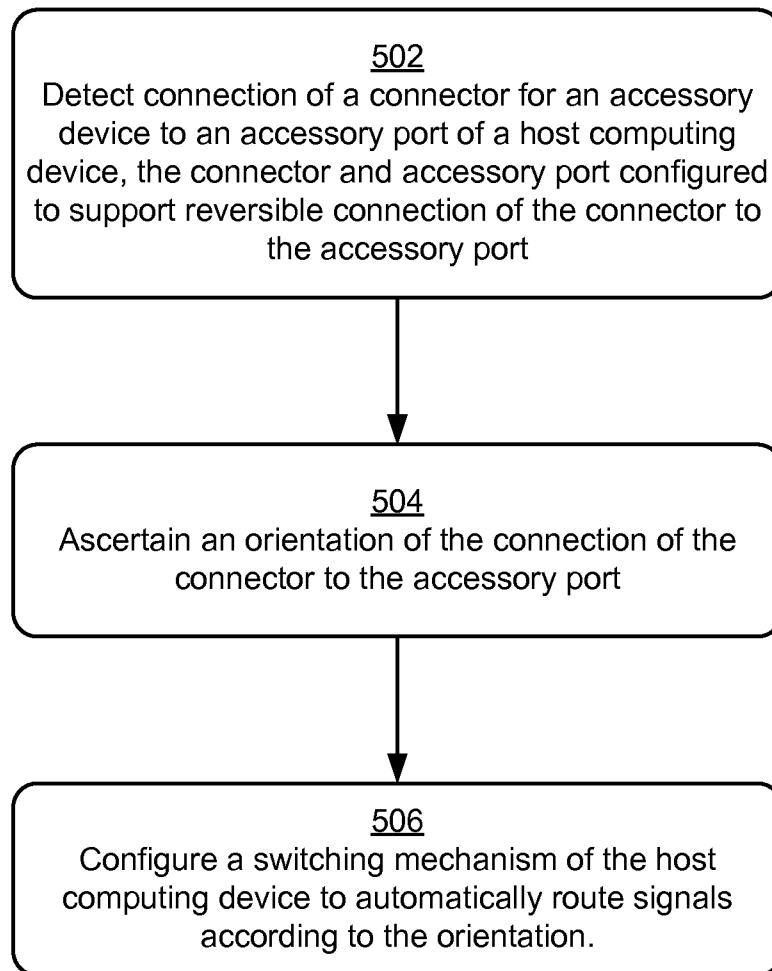 502
Detect connection of a connector for an accessory
device to an accessory port of a host computing
device, the connector and accessory port configured
to support reversible connection of the connector to
the accessory port
504
Ascertain an orientation of the connection of the
connector to the accessory port
506
Configure a switching mechanism of the host
computing device to automatically route signals
according to the orientation.